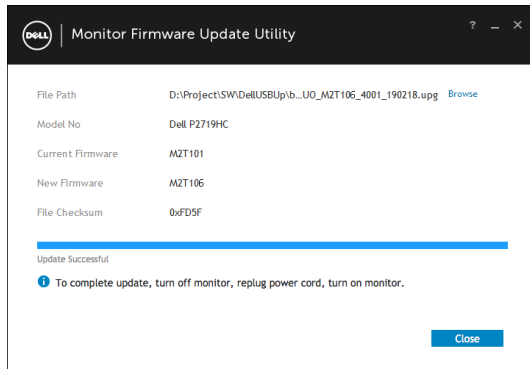 DELL Monitor Firmware Update Utility ? _ ×
File Path D:\Project\SW\DellUSBUp\b...UO_M2T106_4001_190218.upg Browse
Model No Dell P2719HC
Current Firmware M2T101
New Firmware M2T106
File Checksum 0xFD5F
Update Successful
i To complete update, turn off monitor, replug power cord, turn on monitor.
Close